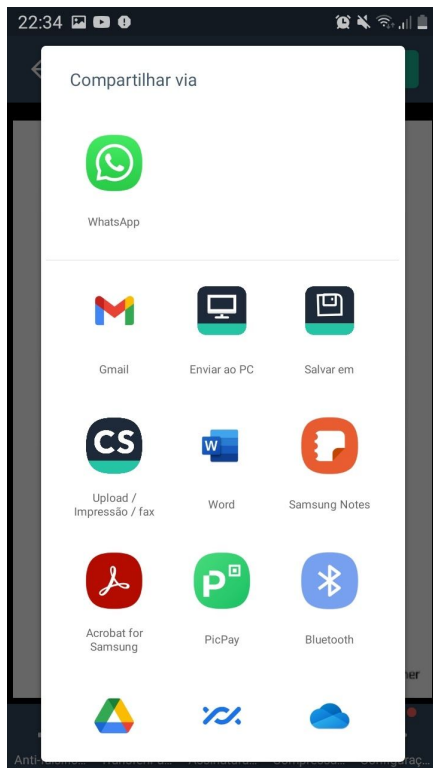 22:34
Compartilhar via
WhatsApp
Gmail
Enviar ao PC
Salvar em
CS
Upload /
Impressão / fax
W
Word
Samsung Notes
Acrobat for
Samsung
P
PicPay
Bluetooth